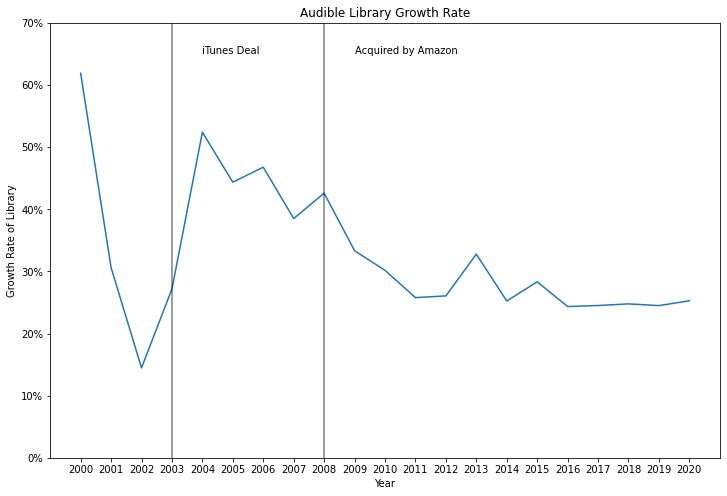 Audible Library Growth Rate
70%
60%
50%
40%
30%
20%
10%
0%
Growth Rate of Library
iTunes Deal
Acquired by Amazon
2000 2001 2002 2003 2004 2005 2006 2007 2008 2009 2010 2011 2012 2013 2014 2015 2016 2017 2018 2019 2020
Year